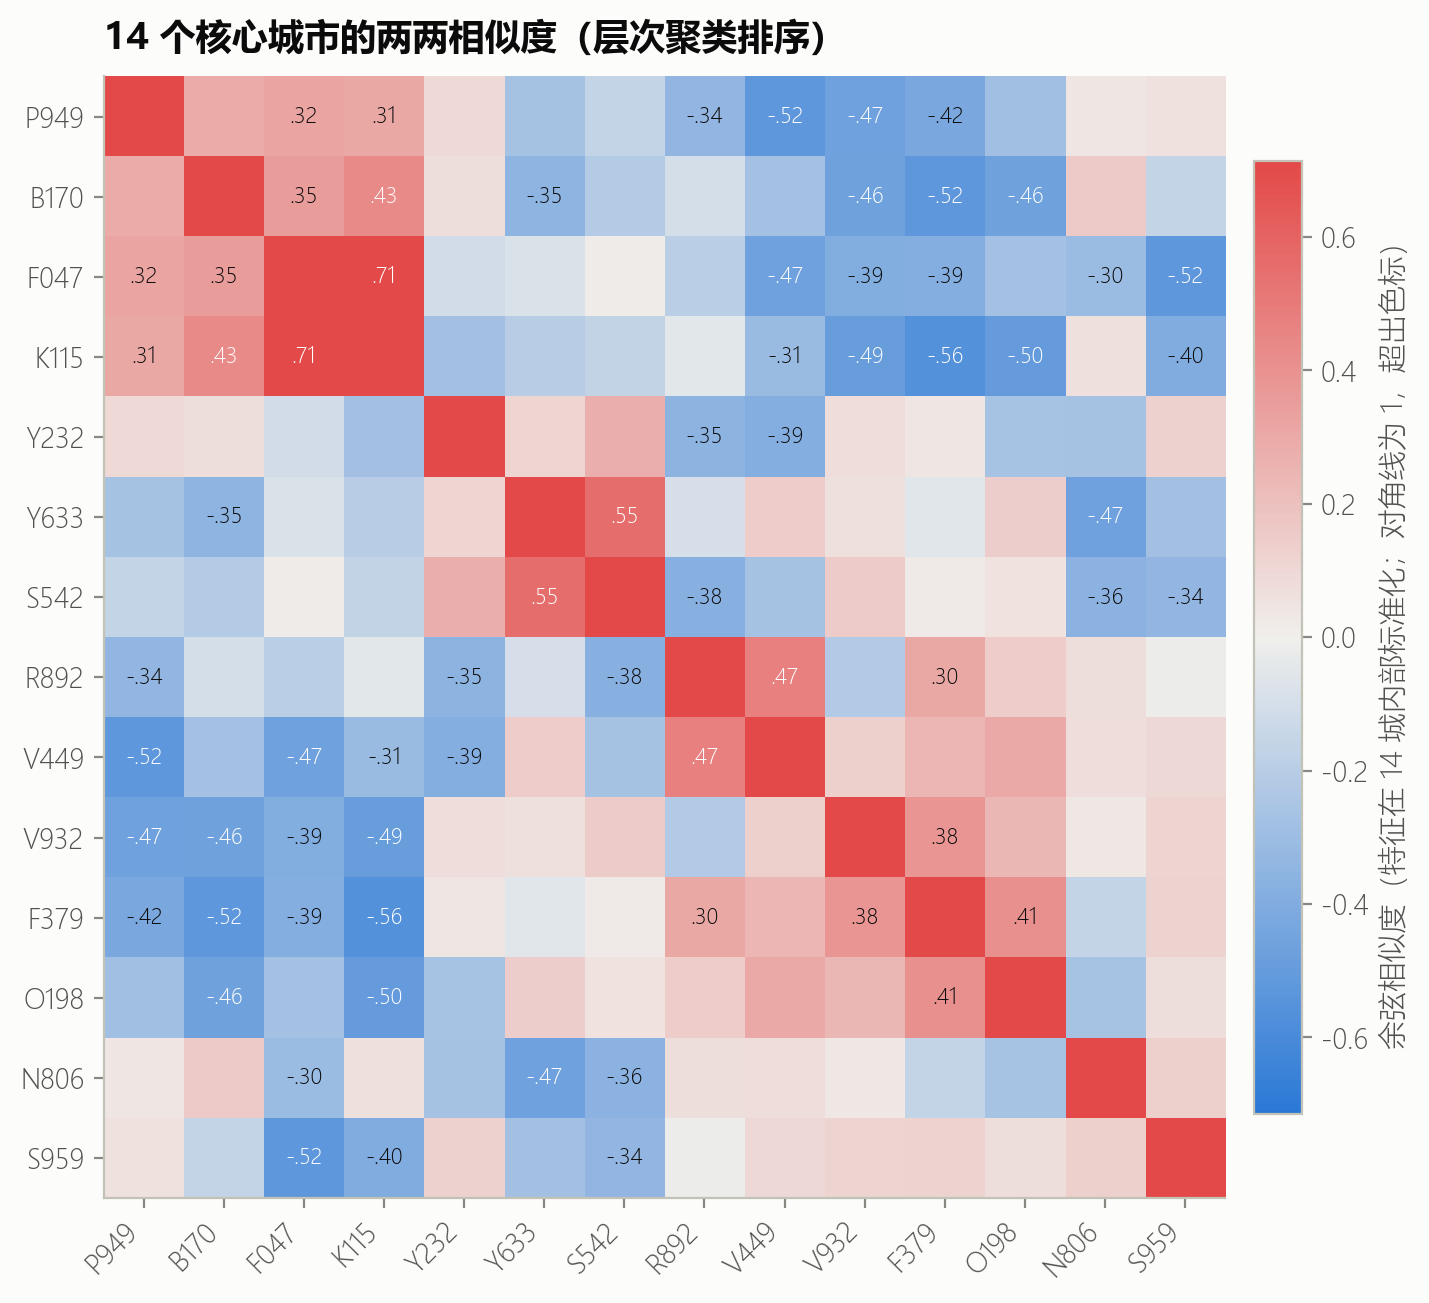 14 个核心城市的两两相似度（层次聚类排序）
P949 .32 .31 -.34 -.52 -.47 -.42
B170 .35 .43 -.35 -.46 -.52 -.46
F047 .32 .35 .71 -.47 -.39 -.39 -.30 -.52
K115 .31 .43 .71 -.31 -.49 -.56 -.50 -.40
Y232 -.35 -.39
Y633 -.35 .55 -.47
S542 .55 -.38 -.36 -.34
R892 -.34 -.35 -.38 .47 .30
V449 -.52 -.47 -.31 -.39 .47
V932 -.47 -.46 -.39 -.49 .38
F379 -.42 -.52 -.39 -.56 .30 .38 .41
O198 -.46 -.50 .41
N806 -.30 -.47 -.36
S959 -.52 -.40 -.34
P949 B170 F047 K115 Y232 Y633 S542 R892 V449 V932 F379 O198 N806 S959
0.6
0.4
0.2
0.0
-0.2
-0.4
-0.6
余弦相似度（特征在 14 城内部标准化；对角线为 1，超出色标）